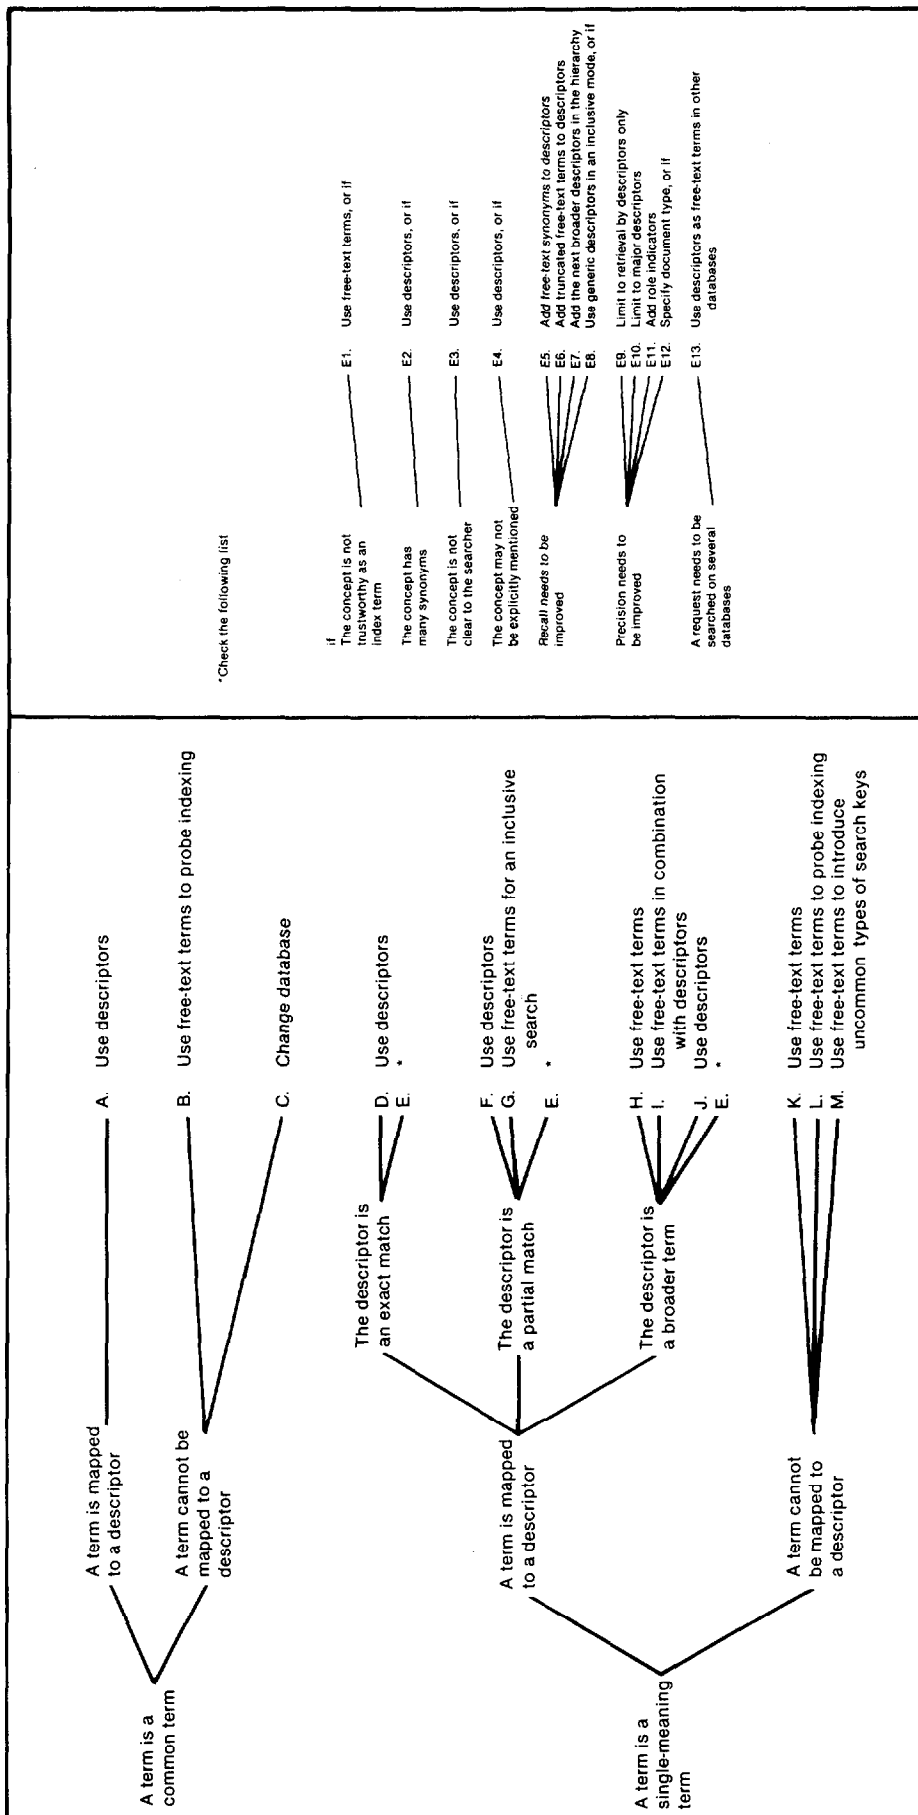 A term is a
common term
A term is mapped
to a descriptor
A. Use descriptors
A term cannot be
mapped to a
descriptor
B. Use free-text terms to probe indexing
C. Change database
A term is a
single-meaning
term
A term is mapped
to a descriptor
The descriptor is
an exact match
D. Use descriptors
E. *
The descriptor is
a partial match
F. Use descriptors
G. Use free-text terms for an inclusive
search
E. *
The descriptor is
a broader term
H. Use free-text terms
I. Use free-text terms in combination
with descriptors
J. Use descriptors
E. *
A term cannot
be mapped to
a descriptor
K. Use free-text terms
L. Use free-text terms to probe indexing
M. Use free-text terms to introduce
uncommon types of search keys
*Check the following list
if
The concept is not
trustworthy as an
index term
E1. Use free-text terms, or if
The concept has
many synonyms
E2. Use descriptors, or if
The concept is not
clear to the searcher
E3. Use descriptors, or if
The concept may not
be explicitly mentioned
E4. Use descriptors, or if
Recall needs to be
improved
E5. Add free-text synonyms to descriptors
E6. Add truncated free-text terms to descriptors
E7. Add the next broader descriptors in the hierarchy
E8. Use generic descriptors in an inclusive mode, or if
Precision needs to
be improved
E9. Limit to retrieval by descriptors only
E10. Limit to major descriptors
E11. Add role indicators
E12. Specify document type, or if
A request needs to be
searched on several
databases
E13. Use descriptors as free-text terms in other
databases